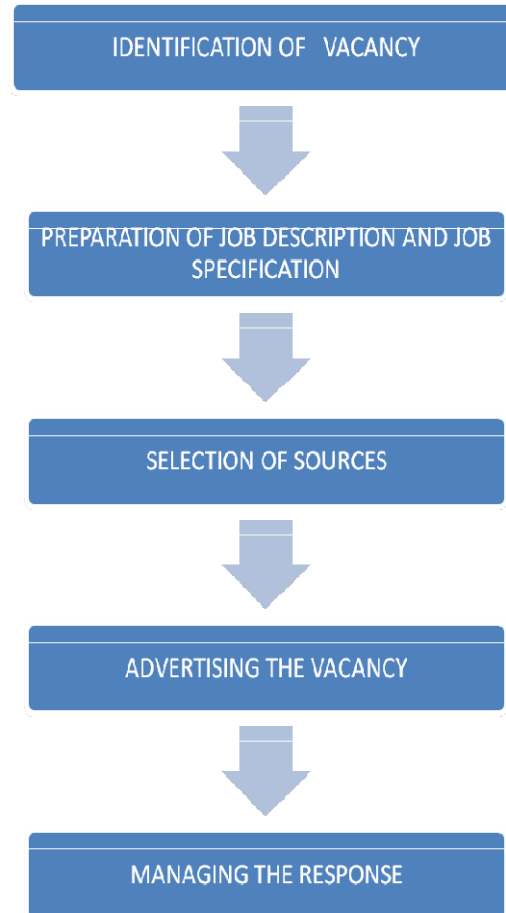 IDENTIFICATION OF VACANCY
PREPARATION OF JOB DESCRIPTION AND JOB
SPECIFICATION
SELECTION OF SOURCES
ADVERTISING THE VACANCY
MANAGING THE RESPONSE